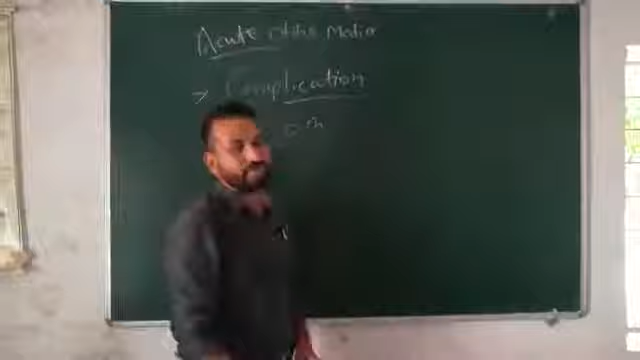 Acute otitis Media
→ Complication